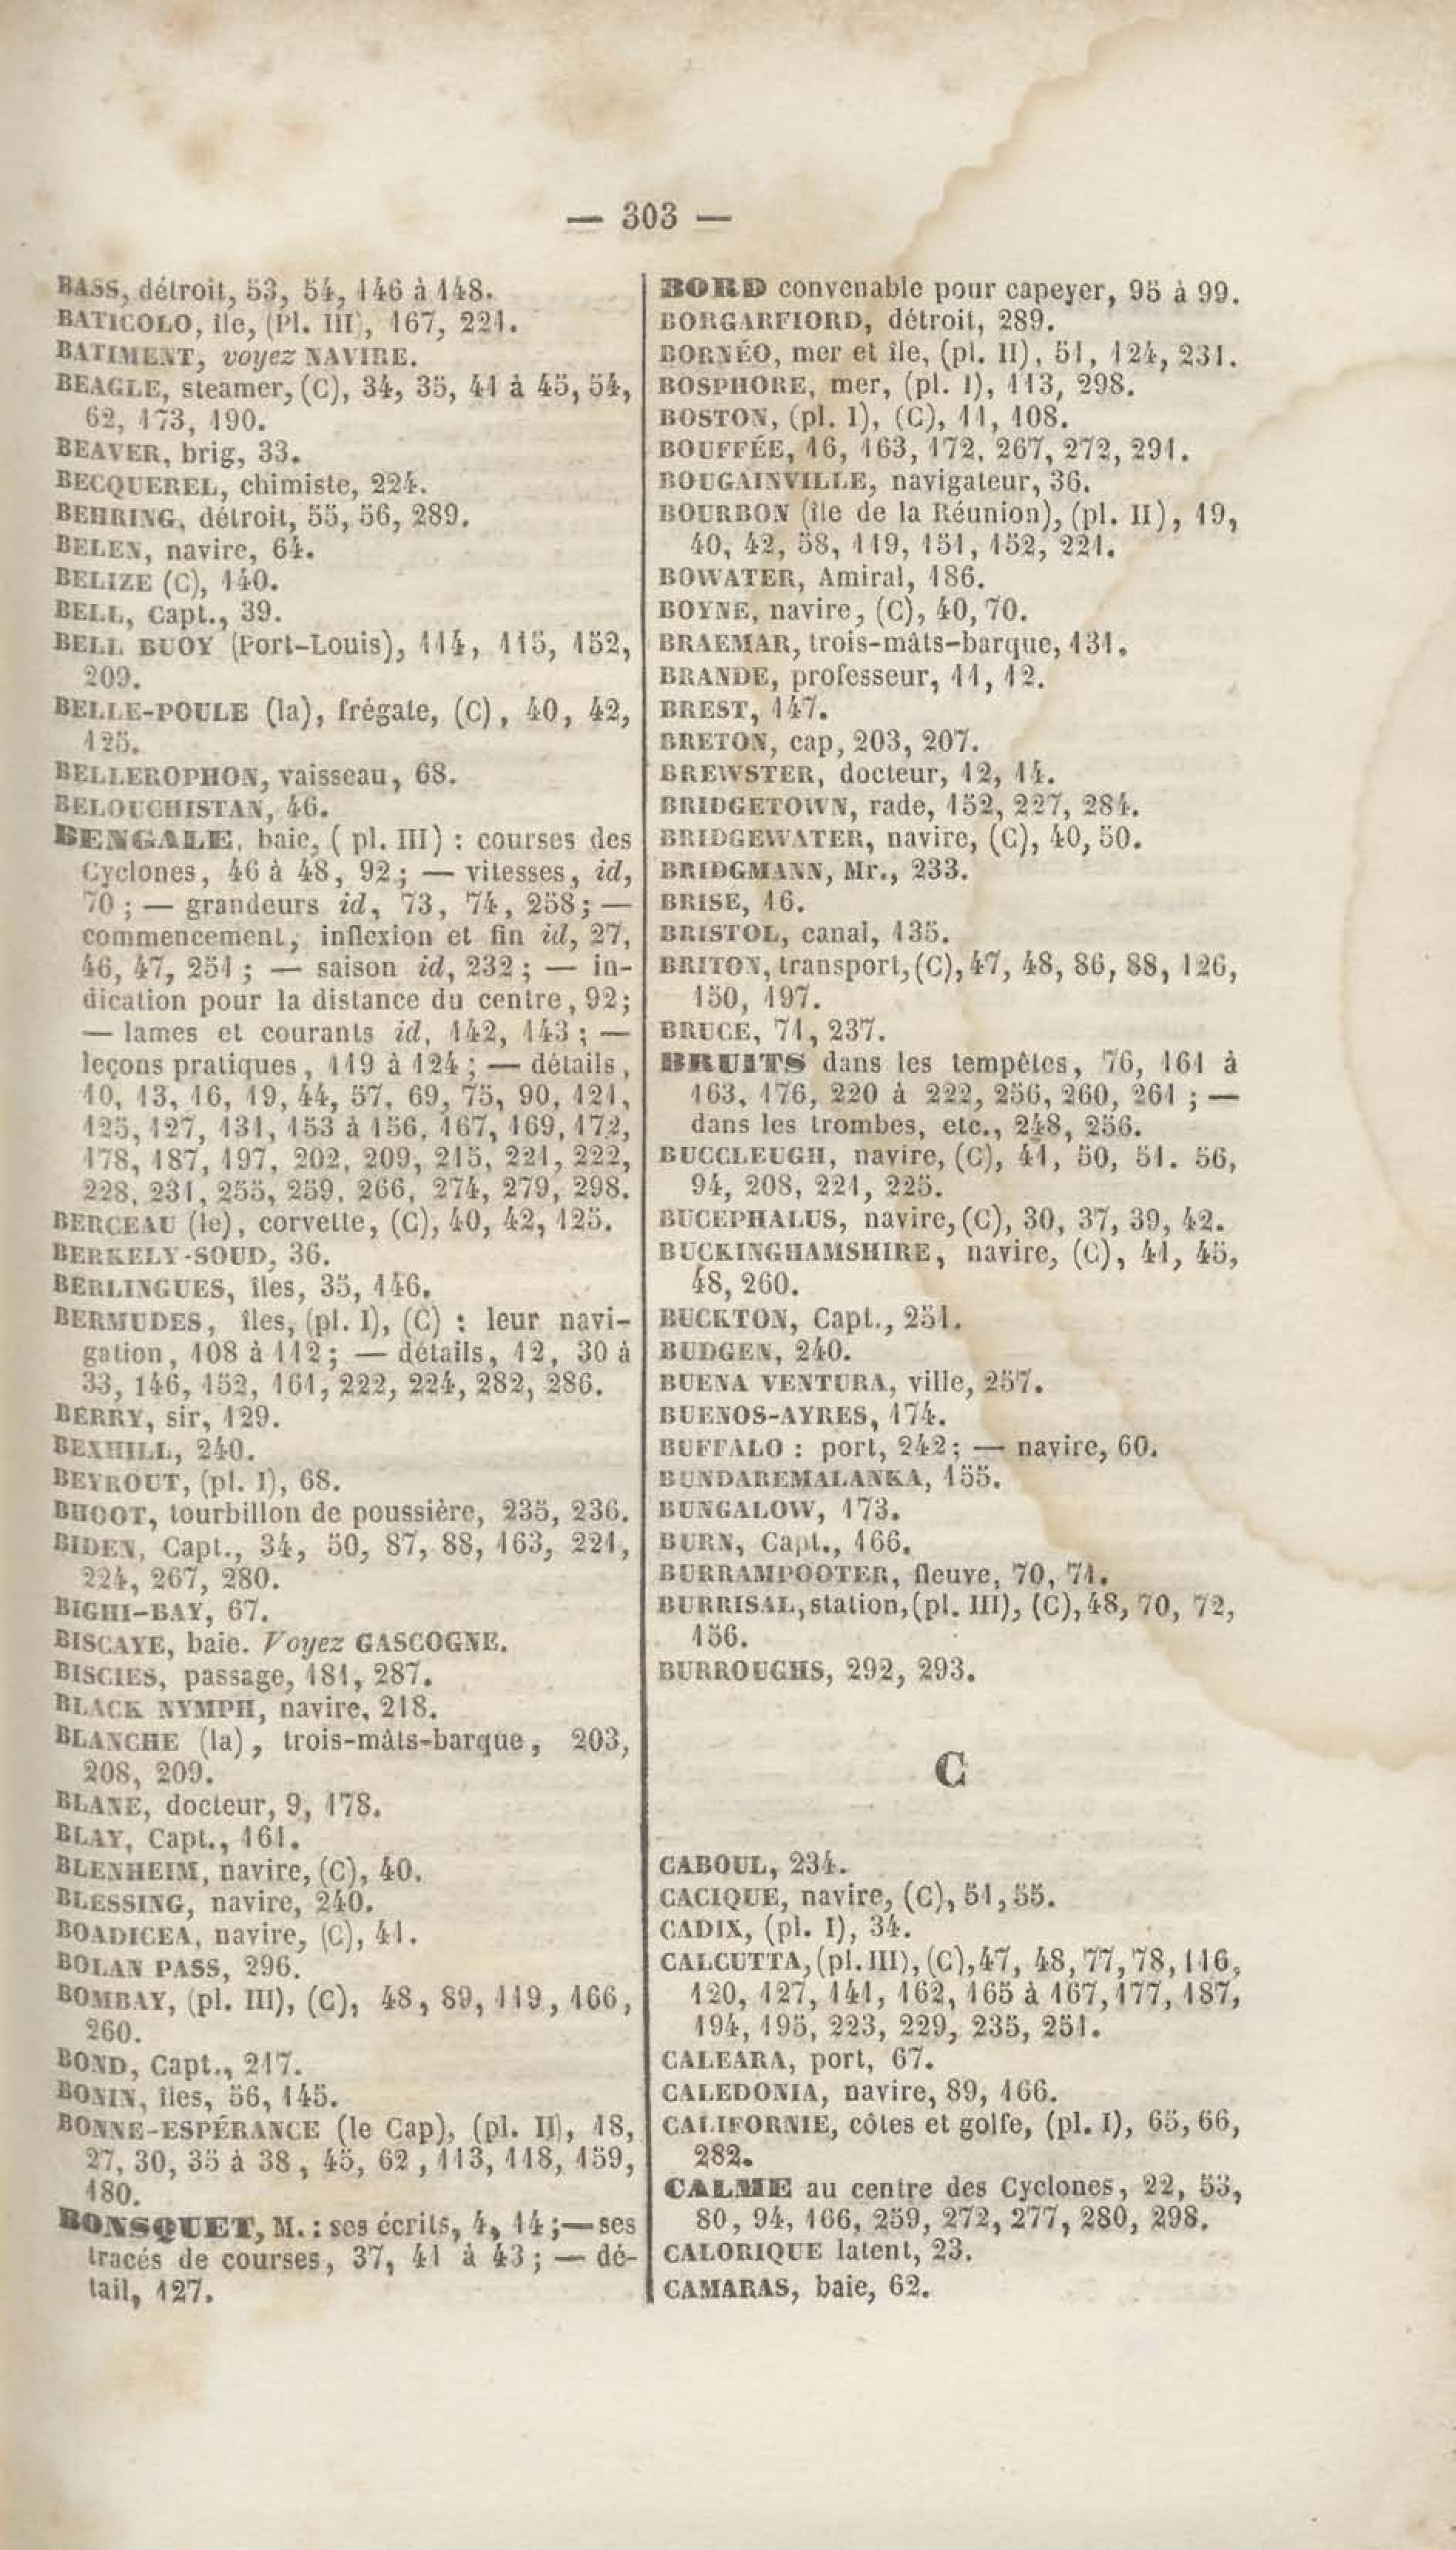 — 303 —
BASS, détroit, 53, 54, 146 à 148.
BATICOLO, île, (Pl. III), 167, 221.
BATIMENT, voyez NAVIRE.
BEAGLE, steamer, (C), 34, 35, 41 à 45, 54,
62, 173, 190.
BEAVER, brig, 33.
BECQUEREL, chimiste, 224.
BEHRING, détroit, 55, 56, 289.
BELEN, navire, 64.
BELIZE (C), 140.
BELL, Capt., 39.
BELL BUOY (Port-Louis), 114, 115, 152,
209.
BELLE-POULE (la), frégate, (C), 40, 42,
125.
BELLEROPHON, vaisseau, 68.
BELOUCHISTAN, 46.
BENGALE, baie, ( pl. III) : courses des
Cyclones, 46 à 48, 92 ; — vitesses, id,
70 ; — grandeurs id, 73, 74, 258 ; —
commencement, inflexion et fin id, 27,
46, 47, 251 ; — saison id, 232 ; — in-
dication pour la distance du centre, 92;
— lames et courants id, 142, 143 ; —
leçons pratiques, 119 à 124 ; — détails,
10, 13, 16, 19, 44, 57, 69, 75, 90, 121,
125, 127, 131, 153 à 156, 167, 169, 172,
178, 187, 197, 202, 209, 215, 221, 222,
228, 231, 255, 259, 266, 274, 279, 298.
BERCEAU (le), corvette, (C), 40, 42, 125.
BERKELY-SOUD, 36.
BERLINGUES, îles, 35, 146.
BERMUDES, îles, (pl. I), (C) : leur navi-
gation, 108 à 112; — détails, 12, 30 à
33, 146, 152, 161, 222, 224, 282, 286.
BERRY, sir, 129.
BEXHILL, 240.
BEYROUT, (pl. I), 68.
BHOOT, tourbillon de poussière, 235, 236.
BIDEN, Capt., 34, 50, 87, 88, 163, 221,
224, 267, 280.
BIGHI-BAY, 67.
BISCAYE, baie. Voyez GASCOGNE.
BISCIES, passage, 181, 287.
BLACK NYMPH, navire, 218.
BLANCHE (la), trois-mâts-barque, 203,
208, 209.
BLANE, docteur, 9, 178.
BLAY, Capt., 161.
BLENHEIM, navire, (C), 40.
BLESSING, navire, 240.
BOADICEA, navire, (C), 41.
BOLAN PASS, 296.
BOMBAY, (pl. III), (C), 48, 89, 119, 166,
260.
BOND, Capt., 217.
BONIN, îles, 56, 145.
BONNE-ESPÉRANCE (le Cap), (pl. II), 18,
27, 30, 35 à 38, 45, 62, 113, 118, 159,
180.
BONSQUET, M. : ses écrits, 4, 14 ;— ses
tracés de courses, 37, 41 à 43 ; — dé-
tail, 127.
BORD convenable pour capeyer, 95 à 99.
BORGARFIORD, détroit, 289.
BORNÉO, mer et île, (pl. II), 51, 124, 231.
BOSPHORE, mer, (pl. I), 113, 298.
BOSTON, (pl. I), (C), 11, 108.
BOUFFÉE, 16, 163, 172, 267, 272, 291.
BOUGAINVILLE, navigateur, 36.
BOURBON (île de la Réunion), (pl. II), 19,
40, 42, 58, 119, 151, 152, 221.
BOWATER, Amiral, 186.
BOYNE, navire, (C), 40, 70.
BRAEMAR, trois-mâts-barque, 131.
BRANDE, professeur, 11, 12.
BREST, 147.
BRETON, cap, 203, 207.
BREWSTER, docteur, 12, 14.
BRIDGETOWN, rade, 152, 227, 284.
BRIDGEWATER, navire, (C), 40, 50.
BRIDGMANN, Mr., 233.
BRISE, 16.
BRISTOL, canal, 135.
BRITON, transport, (C), 47, 48, 86, 88, 126,
150, 197.
BRUCE, 71, 237.
BRUITS dans les tempêtes, 76, 161 à
163, 176, 220 à 222, 256, 260, 261 ; —
dans les trombes, etc., 248, 256.
BUCCLEUGH, navire, (C), 41, 50, 51. 56,
94, 208, 221, 225.
BUCEPHALUS, navire, (C), 30, 37, 39, 42.
BUCKINGHAMSHIRE, navire, (C), 41, 45,
48, 260.
BUCKTON, Capt., 251.
BUDGEN, 240.
BUENA VENTURA, ville, 257.
BUENOS-AYRES, 174.
BUFFALO : port, 242; — navire, 60.
BUNDAREMALANKA, 155.
BUNGALOW, 173.
BURN, Capt., 166.
BURRAMPOOTER, fleuve, 70, 71.
BURRISAL, station, (pl. III), (C), 48, 70, 72,
156.
BURROUGHS, 292, 293.
C
CABOUL, 234.
CACIQUE, navire, (C), 51, 55.
CADIX, (pl. I), 34.
CALCUTTA, (pl. III), (C), 47, 48, 77, 78, 116,
120, 127, 141, 162, 165 à 167, 177, 187,
194, 195, 223, 229, 235, 251.
CALEARA, port, 67.
CALEDONIA, navire, 89, 166.
CALIFORNIE, côtes et golfe, (pl. I), 65, 66,
282.
CALME au centre des Cyclones, 22, 53,
80, 94, 166, 259, 272, 277, 280, 298.
CALORIQUE latent, 23.
CAMARAS, baie, 62.